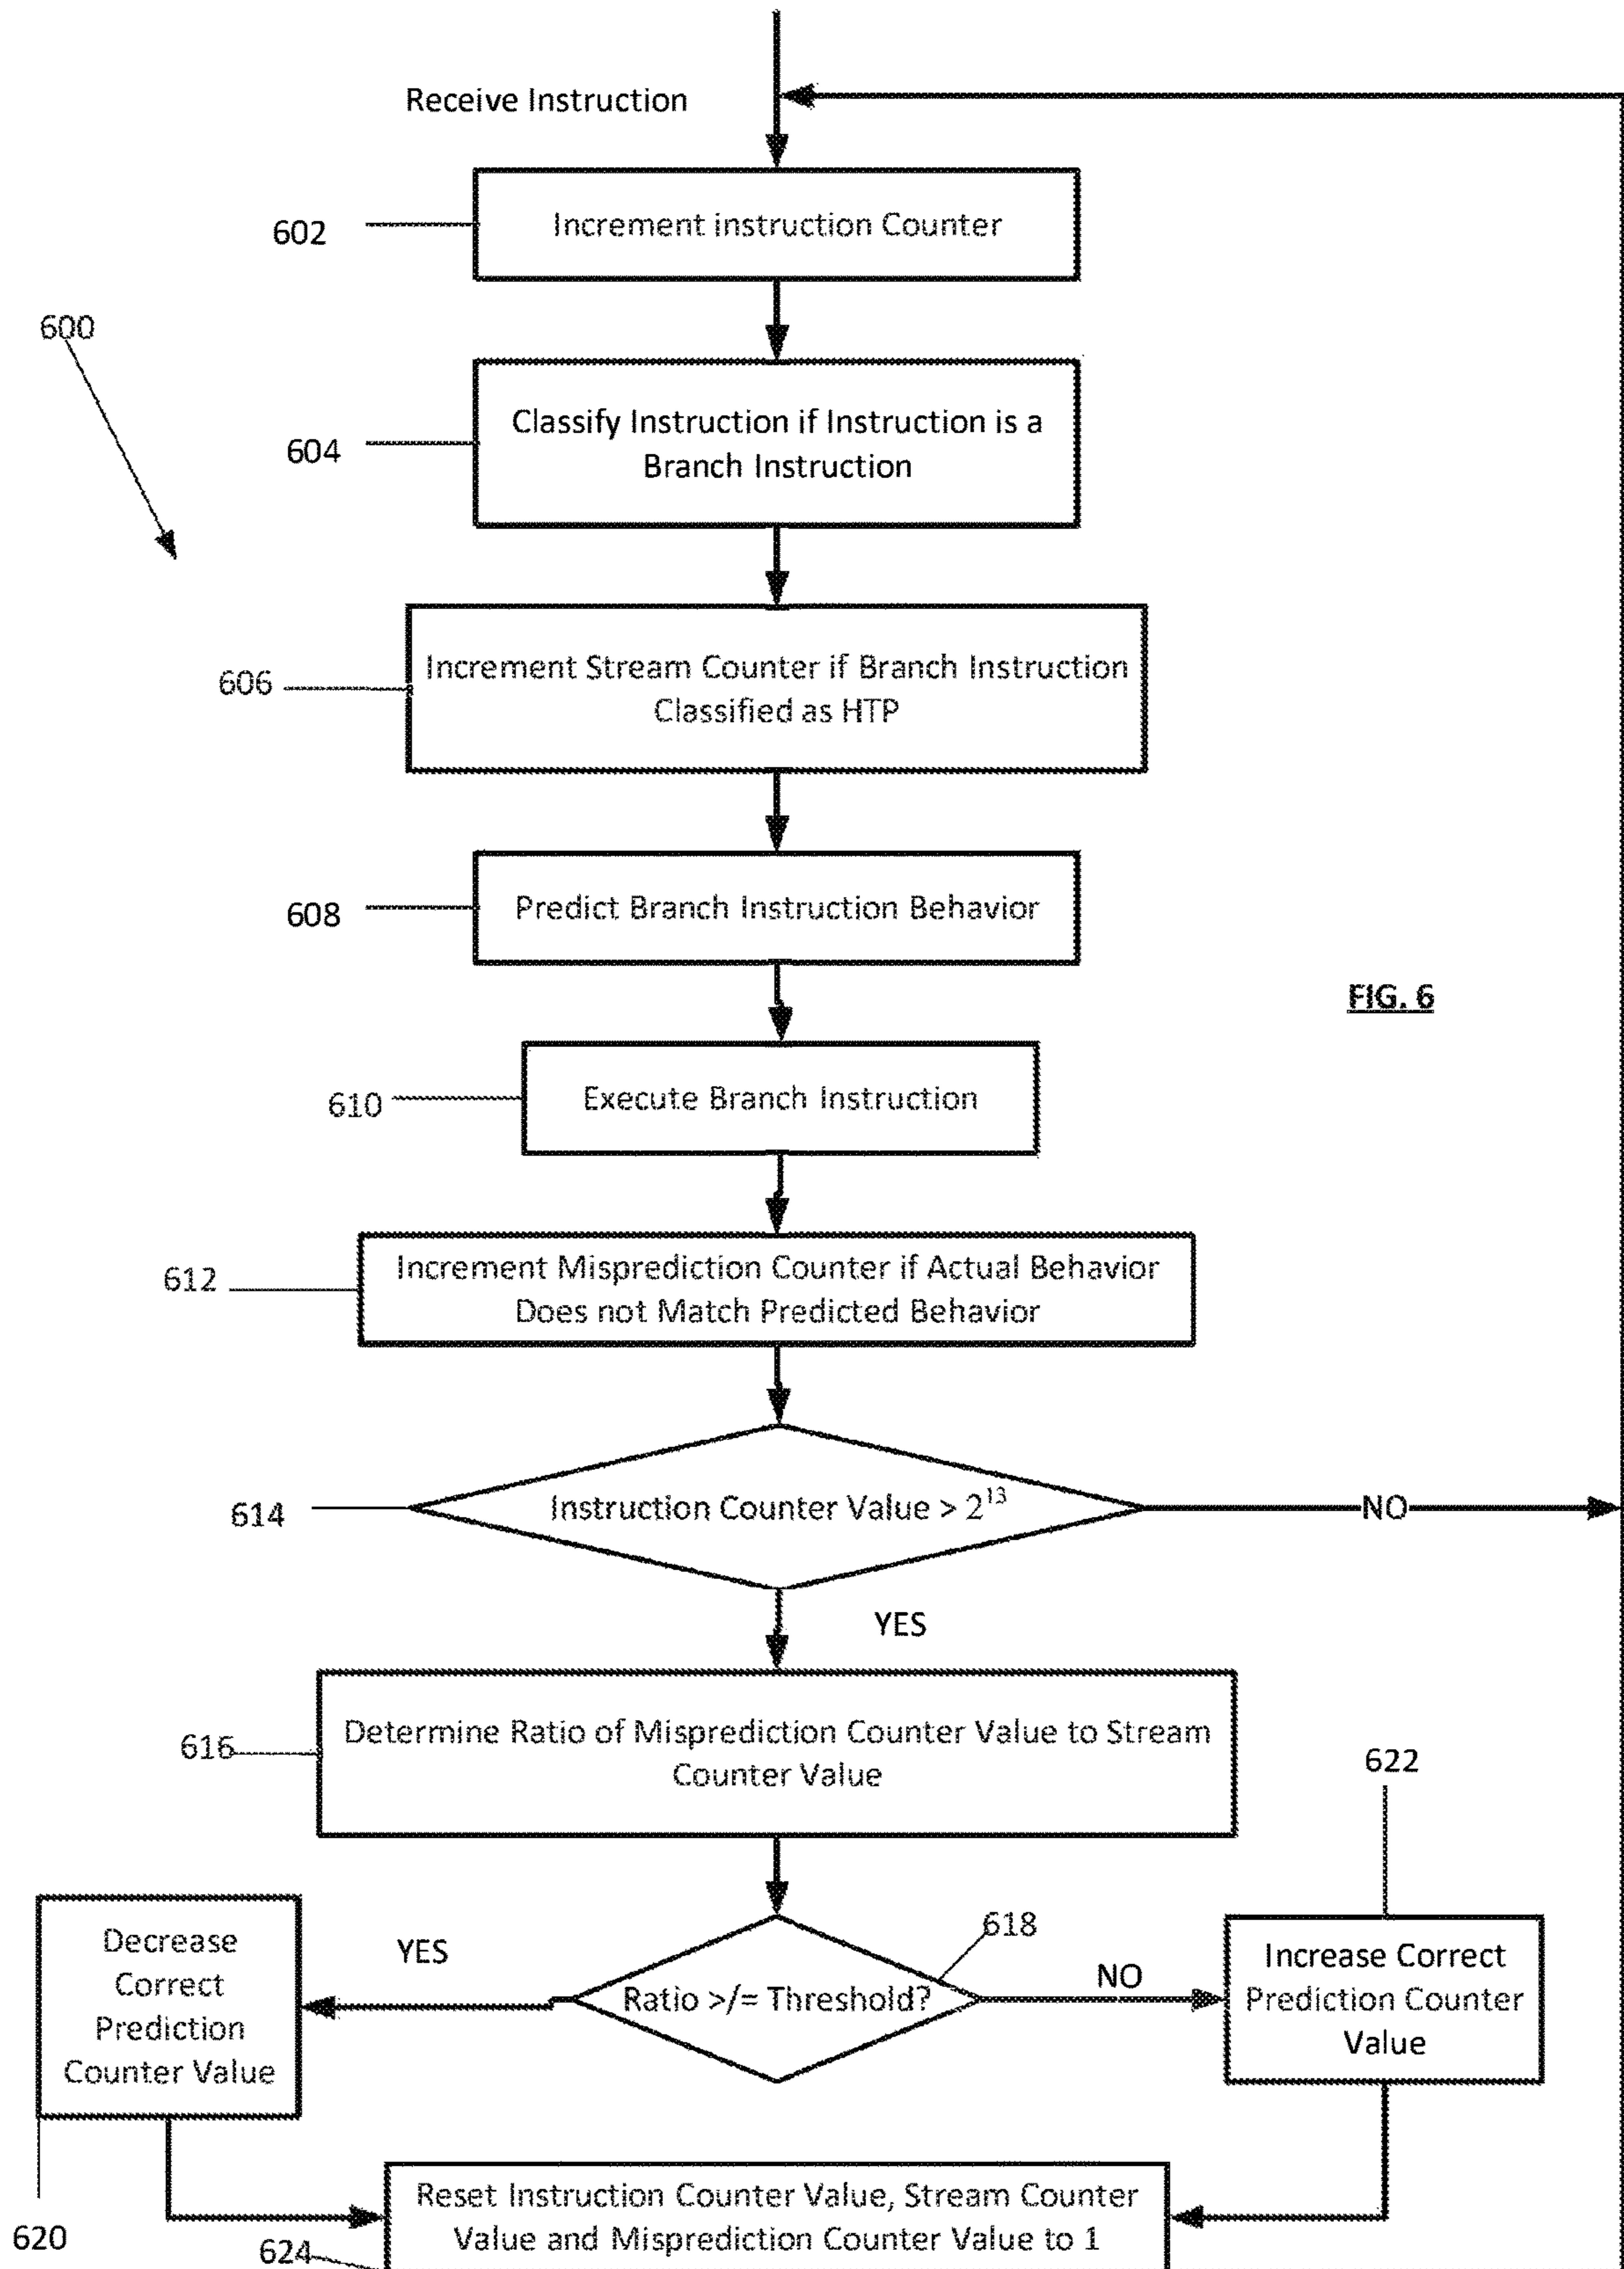 Receive Instruction
602
Increment instruction Counter
600
604
Classify Instruction if Instruction is a
Branch Instruction
606
Increment Stream Counter if Branch Instruction
Classified as HTP
608
Predict Branch Instruction Behavior
FIG. 6
610
Execute Branch Instruction
612
Increment Misprediction Counter if Actual Behavior
Does not Match Predicted Behavior
614
Instruction Counter Value > 2¹³
NO
YES
616
Determine Ratio of Misprediction Counter Value to Stream
Counter Value
622
Decrease
Correct
Prediction
Counter Value
YES
618
Ratio >/= Threshold?
NO
Increase Correct
Prediction Counter
Value
620
624
Reset Instruction Counter Value, Stream Counter
Value and Misprediction Counter Value to 1